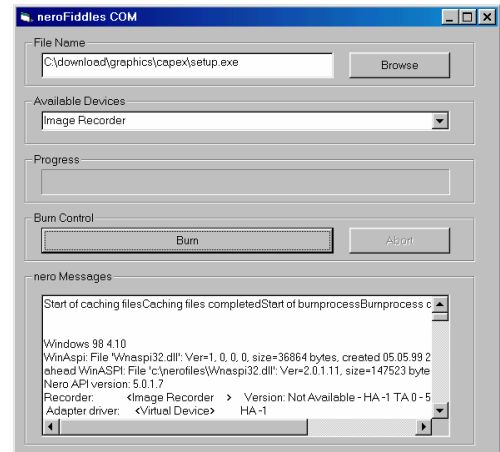 neroFiddles COM
File Name
C:\download\graphics\capex\setup.exe
Browse
Available Devices
Image Recorder
Progress
Burn Control
Burn
Abort
nero Messages
Start of caching filesCaching files completedStart of burnprocessBurnprocess c
Windows 98 4.10
WinAspi: File 'Wnaspi32.dll': Ver=1, 0, 0, 0, size=36864 bytes, created 05.05.99 2
ahead WinASPI: File 'c:\nerofiles\Wnaspi32.dll': Ver=2.0.1.11, size=147523 byte
Nero API version: 5.0.1.7
Recorder: <Image Recorder > Version: Not Available - HA -1 TA 0 - 5
Adapter driver: <Virtual Device> HA -1